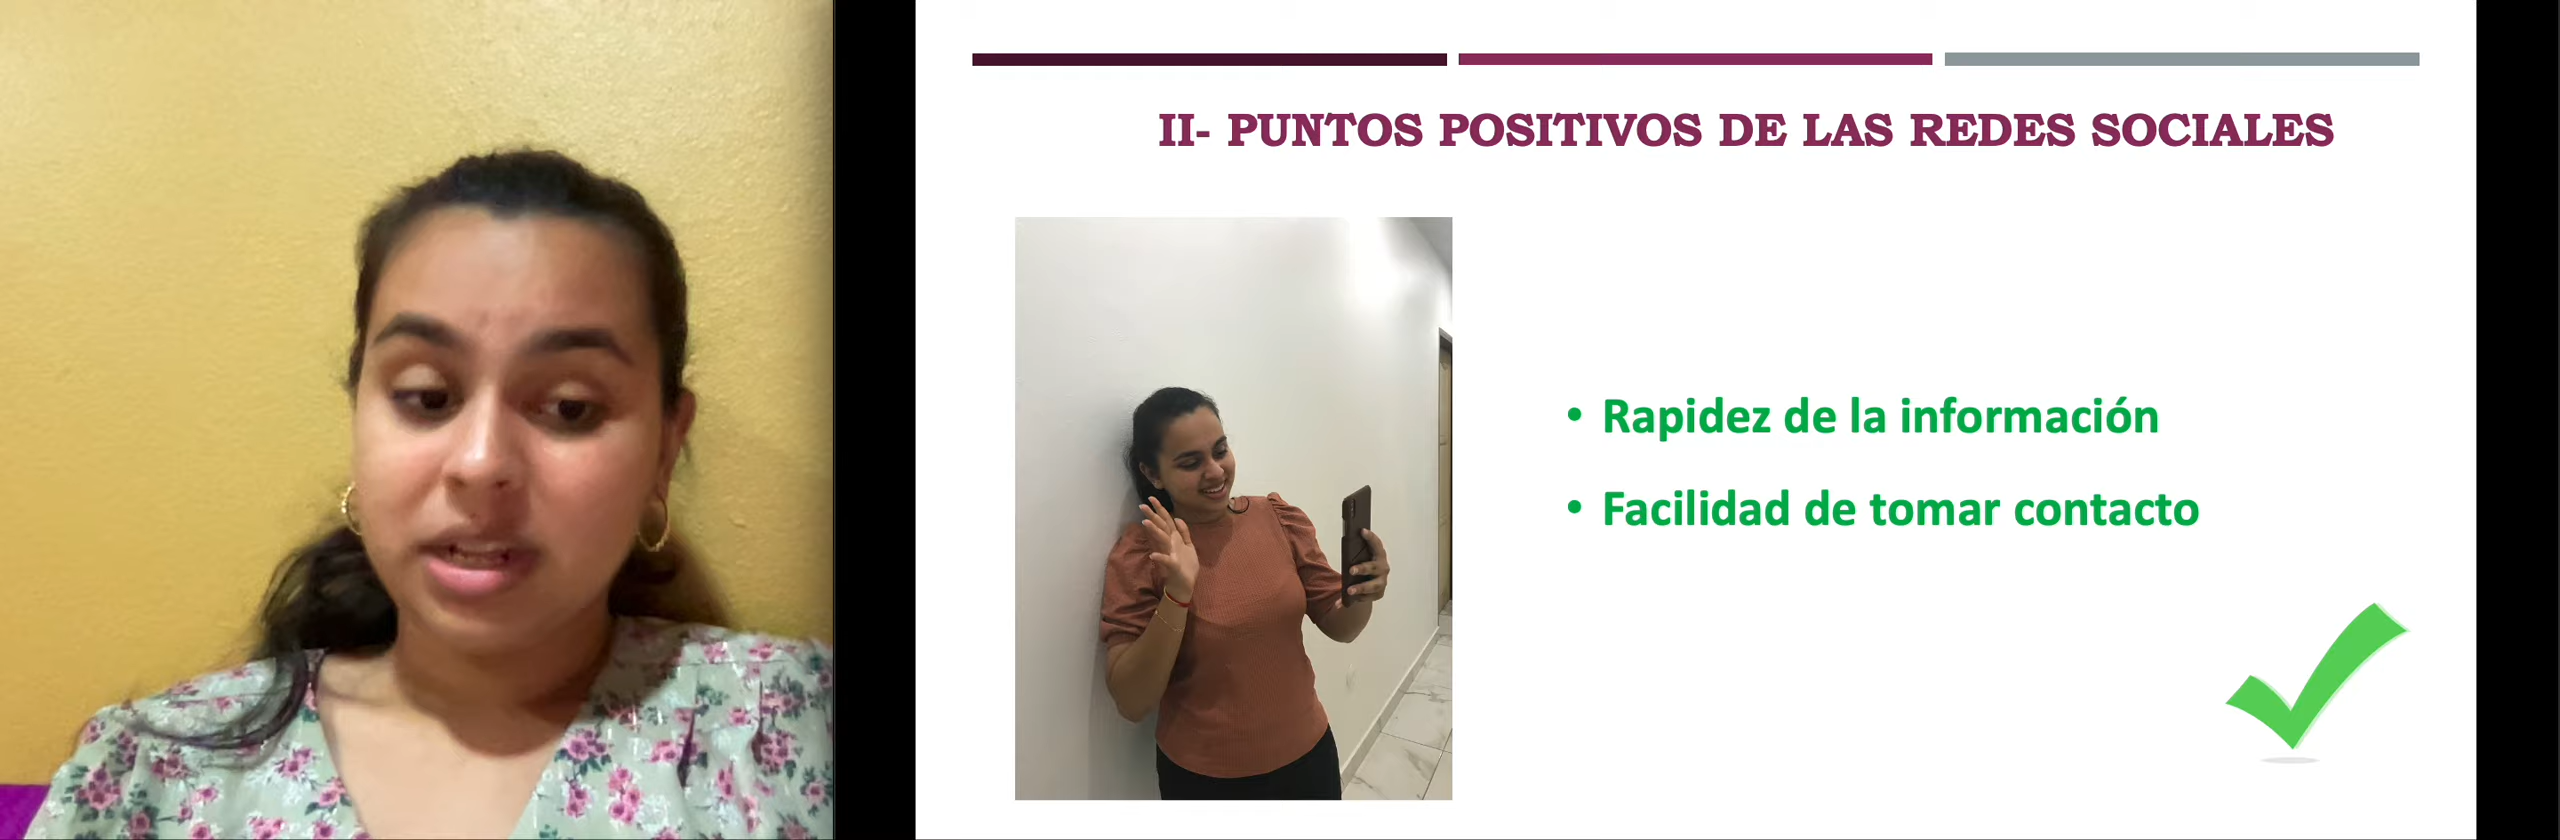 II- PUNTOS POSITIVOS DE LAS REDES SOCIALES
• Rapidez de la información
• Facilidad de tomar contacto